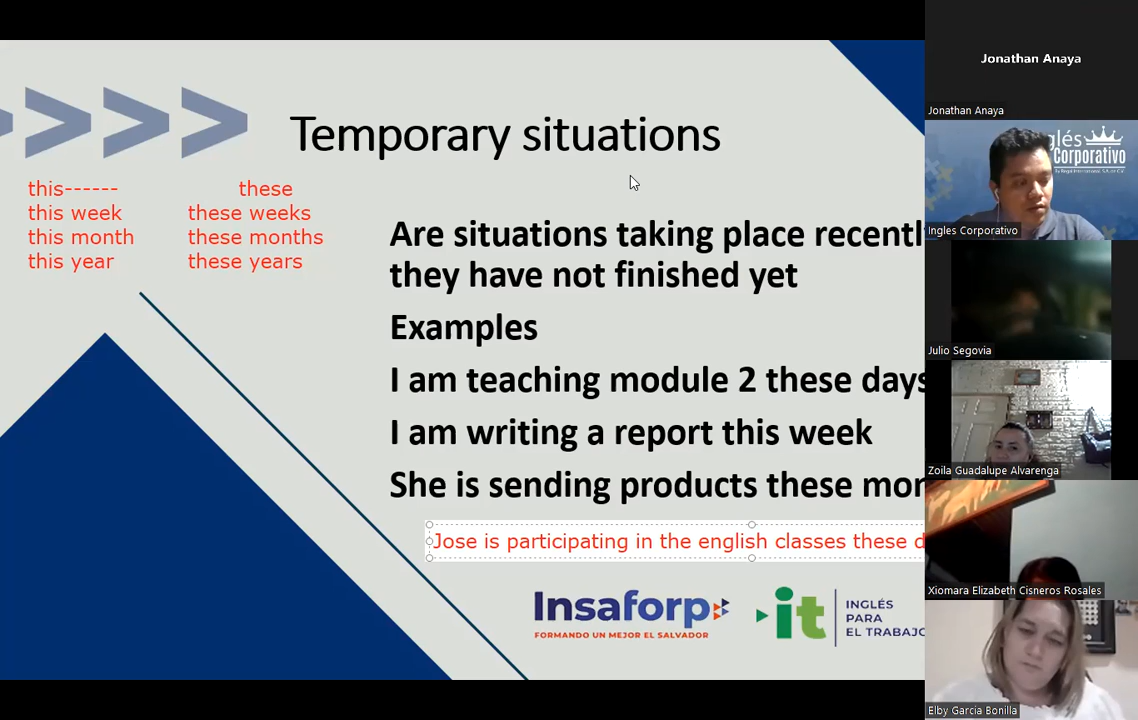 Temporary situations
this------ these
this week these weeks
this month these months
this year these years
Are situations taking place recentl
they have not finished yet
Examples
I am teaching module 2 these days
I am writing a report this week
She is sending products these mon
Jose is participating in the english classes these d
Insaforp
FORMANDO UN MEJOR EL SALVADOR
it
INGLÉS
PARA
EL TRABAJO
Jonathan Anaya
Jonathan Anaya
glés
Corporativo
Ingles Corporativo
Julio Segovia
Zoila Guadalupe Alvarenga
Xiomara Elizabeth Cisneros Rosales
Elby Garcia Bonilla